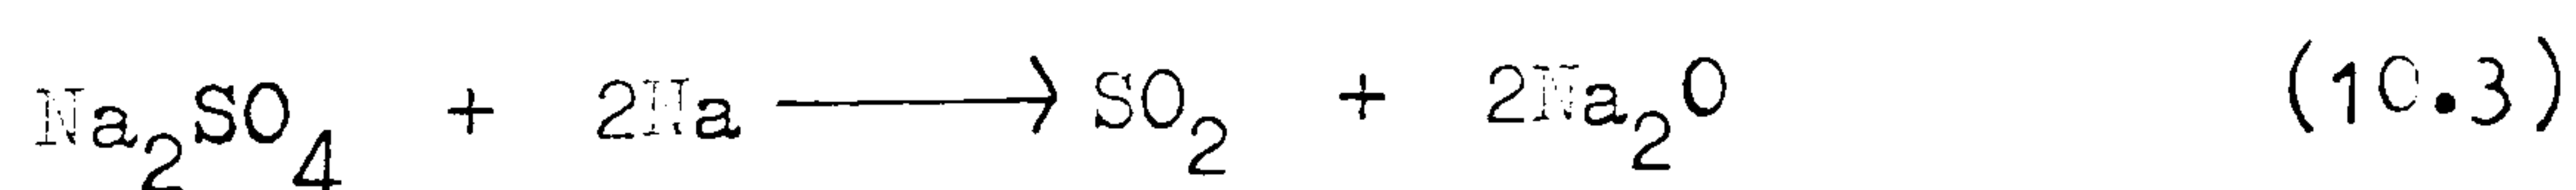 Na₂SO₄ + 2Na ⟶ SO₂ + 2Na₂O (10.3)